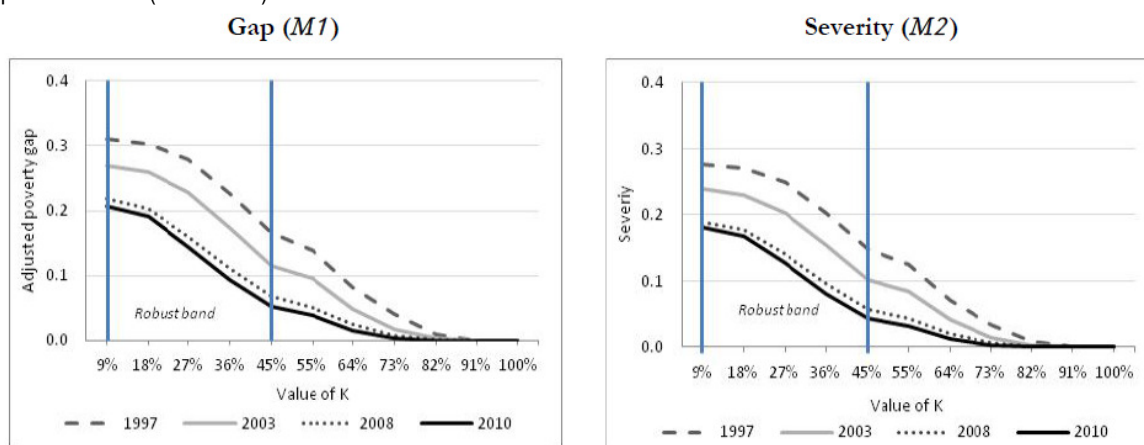 Gap (M1)
Adjusted poverty gap
0.4
0.3
0.2
0.1
0.0
Robust band
9% 18% 27% 36% 45% 55% 64% 73% 82% 91% 100%
Value of K
1997 2003 2008 2010
Severity (M2)
Severiy
0.4
0.3
0.2
0.1
0.0
Robust band
9% 18% 27% 36% 45% 55% 64% 73% 82% 91% 100%
Value of K
1997 2003 2008 2010